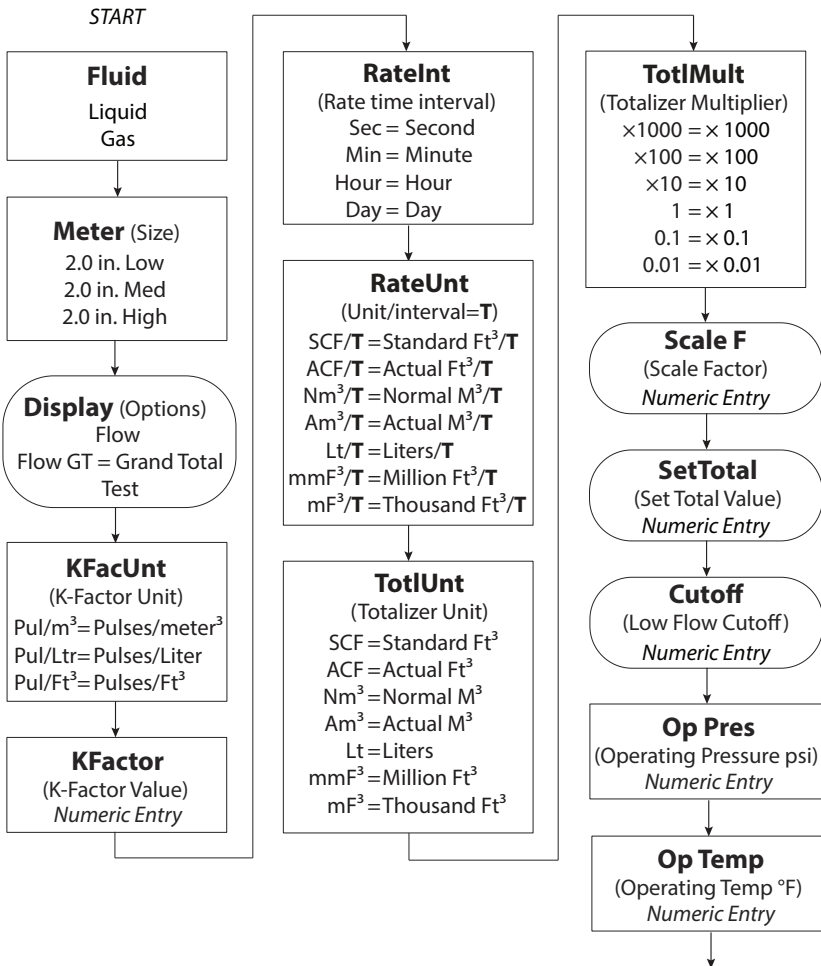 START
Fluid
Liquid
Gas
Meter (Size)
2.0 in. Low
2.0 in. Med
2.0 in. High
Display (Options)
Flow
Flow GT = Grand Total
Test
KFacUnt
(K-Factor Unit)
Pul/m³=Pulses/meter³
Pul/Ltr=Pulses/Liter
Pul/Ft³=Pulses/Ft³
KFactor
(K-Factor Value)
Numeric Entry
RateInt
(Rate time interval)
Sec = Second
Min = Minute
Hour = Hour
Day = Day
RateUnt
(Unit/interval=T)
SCF/T = Standard Ft³/T
ACF/T = Actual Ft³/T
Nm³/T = Normal M³/T
Am³/T = Actual M³/T
Lt/T = Liters/T
mmF³/T = Million Ft³/T
mF³/T = Thousand Ft³/T
TotlUnt
(Totalizer Unit)
SCF = Standard Ft³
ACF = Actual Ft³
Nm³ = Normal M³
Am³ = Actual M³
Lt = Liters
mmF³ = Million Ft³
mF³ = Thousand Ft³
TotlMult
(Totalizer Multiplier)
×1000 = × 1000
×100 = × 100
×10 = × 10
1 = × 1
0.1 = × 0.1
0.01 = × 0.01
Scale F
(Scale Factor)
Numeric Entry
SetTotal
(Set Total Value)
Numeric Entry
Cutoff
(Low Flow Cutoff)
Numeric Entry
Op Pres
(Operating Pressure psi)
Numeric Entry
Op Temp
(Operating Temp °F)
Numeric Entry